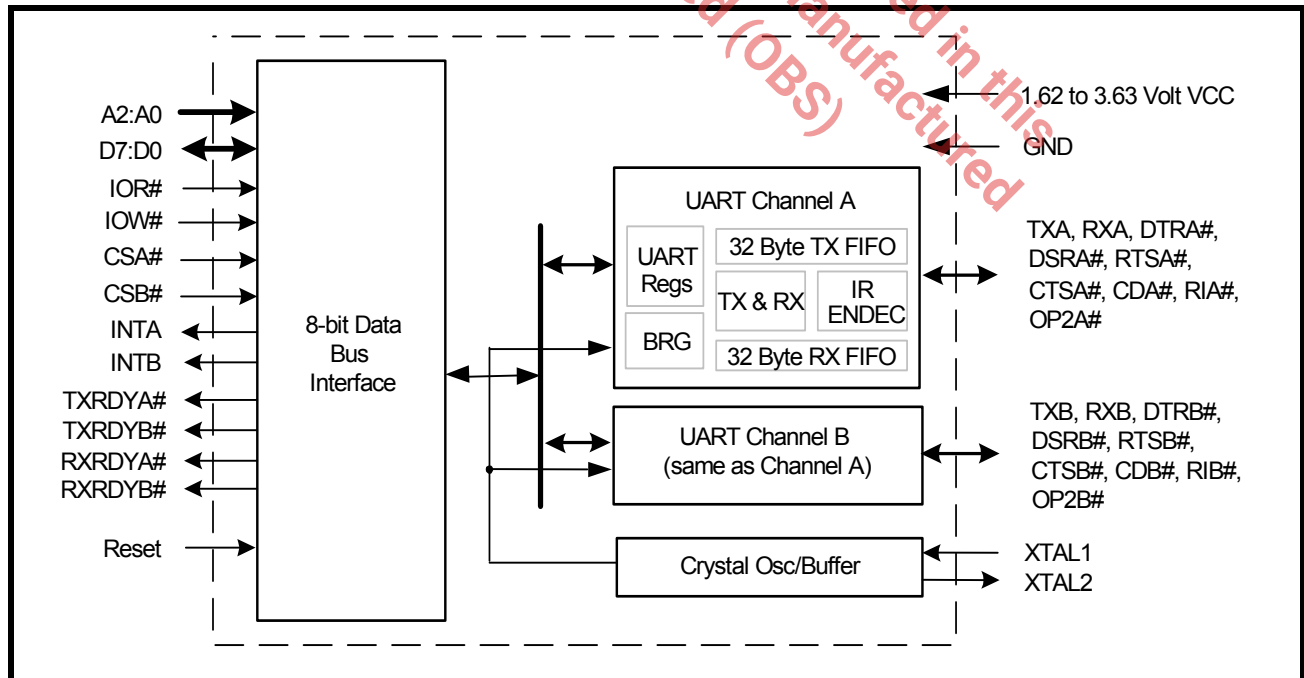 A2:A0
D7:D0
IOR#
IOW#
CSA#
CSB#
INTA
INTB
TXRDYA#
TXRDYB#
RXRDYA#
RXRDYB#
Reset
8-bit Data
Bus
Interface
UART Channel A
UART
Regs
BRG
32 Byte TX FIFO
TX & RX
IR
ENDEC
32 Byte RX FIFO
UART Channel B
(same as Channel A)
Crystal Osc/Buffer
1.62 to 3.63 Volt VCC
GND
TXA, RXA, DTRA#,
DSRA#, RTSA#,
CTSA#, CDA#, RIA#,
OP2A#
TXB, RXB, DTRB#,
DSRB#, RTSB#,
CTSB#, CDB#, RIB#,
OP2B#
XTAL1
XTAL2
in this
manufactured
(OBS)